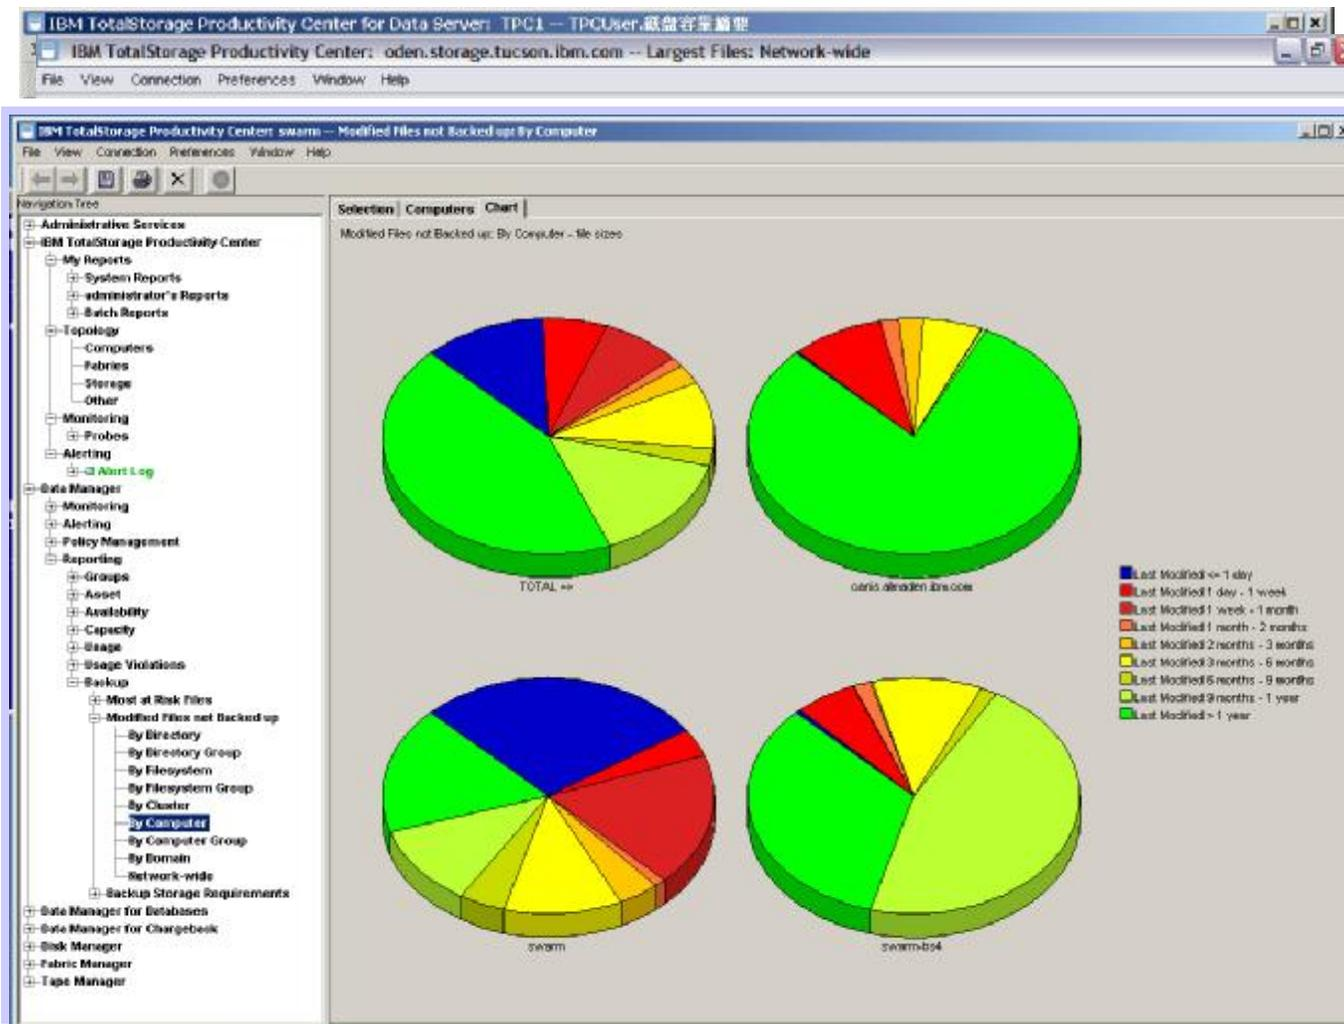 IBM TotalStorage Productivity Center for Data Server: TPC1 -- TPCUser.磁盤容量摘要
IBM TotalStorage Productivity Center: oden.storage.tucson.ibm.com -- Largest Files: Network-wide
File View Connection Preferences Window Help
IBM TotalStorage Productivity Center: swarm -- Modified Files not Backed up: By Computer
File View Connection Preferences Window Help
Navigation Tree
Administrative Services
IBM TotalStorage Productivity Center
My Reports
System Reports
administrator's Reports
Batch Reports
Topology
Computers
Fabrics
Storage
Other
Monitoring
Probes
Alerting
Alert Log
Data Manager
Monitoring
Alerting
Policy Management
Reporting
Groups
Asset
Availability
Capacity
Usage
Usage Violations
Backup
Most at Risk Files
Modified Files not Backed up
By Directory
By Directory Group
By Filesystem
By Filesystem Group
By Cluster
By Computer
By Computer Group
By Domain
Network-wide
Backup Storage Requirements
Data Manager for Databases
Data Manager for Chargeback
Disk Manager
Fabric Manager
Tape Manager
Selection Computers Chart
Modified Files not Backed up: By Computer - file sizes
TOTAL =>
canis.almaden.ibm.com
swarm
swarm-bs4
Last Modified <= 1 day
Last Modified 1 day - 1 week
Last Modified 1 week - 1 month
Last Modified 1 month - 2 months
Last Modified 2 months - 3 months
Last Modified 3 months - 6 months
Last Modified 6 months - 9 months
Last Modified 9 months - 1 year
Last Modified > 1 year